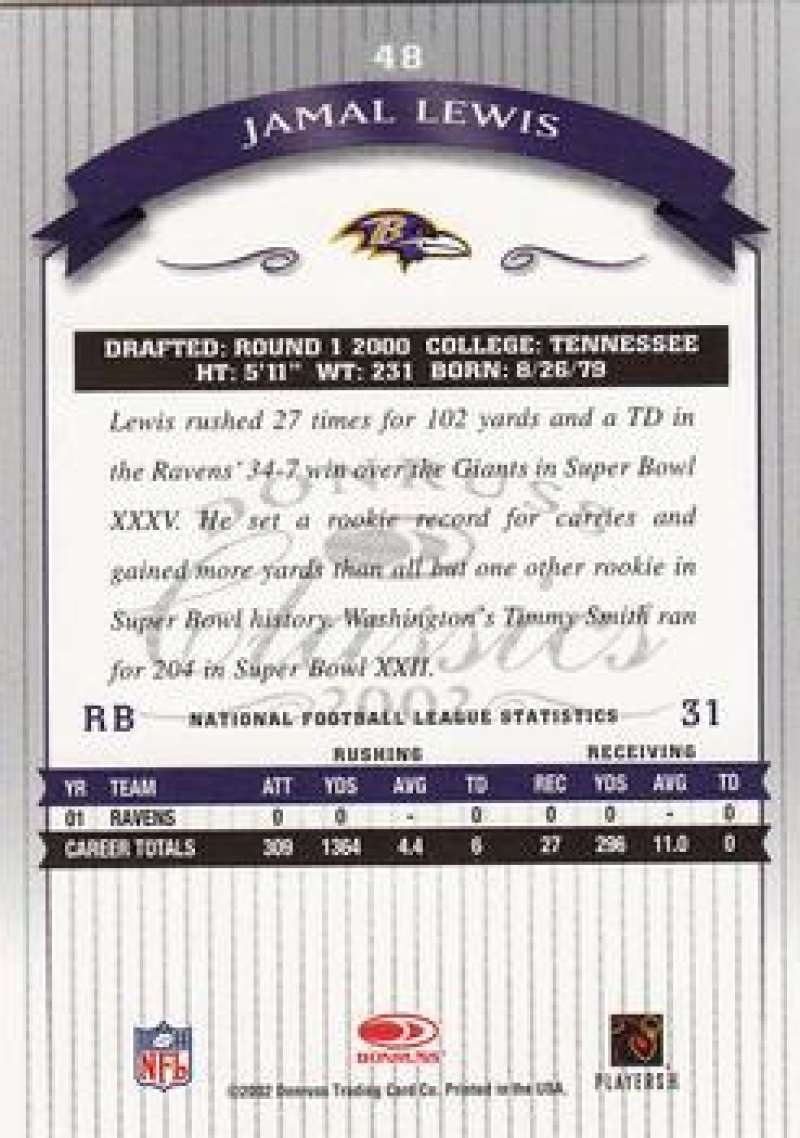 48
JAMAL LEWIS
B
DRAFTED: ROUND 1 2000 COLLEGE: TENNESSEE
HT: 5'11" WT: 231 BORN: 8/26/79
Lewis rushed 27 times for 102 yards and a TD in
the Ravens' 34-7 win over the Giants in Super Bowl
XXXV. He set a rookie record for carries and
gained more yards than all but one other rookie in
Super Bowl history. Washington's Timmy Smith ran
for 204 in Super Bowl XXII.
DONRUSS
Classics
2002
RB NATIONAL FOOTBALL LEAGUE STATISTICS 31
RUSHING RECEIVING
YR TEAM ATT YDS AVG TD REC YDS AVG TD
01 RAVENS 0 0 - 0 0 0 - 0
CAREER TOTALS 309 1364 4.4 6 27 296 11.0 0
NFL
DONRUSS
PLAYERS INC
©2002 Donruss Trading Card Co. Printed in the USA.